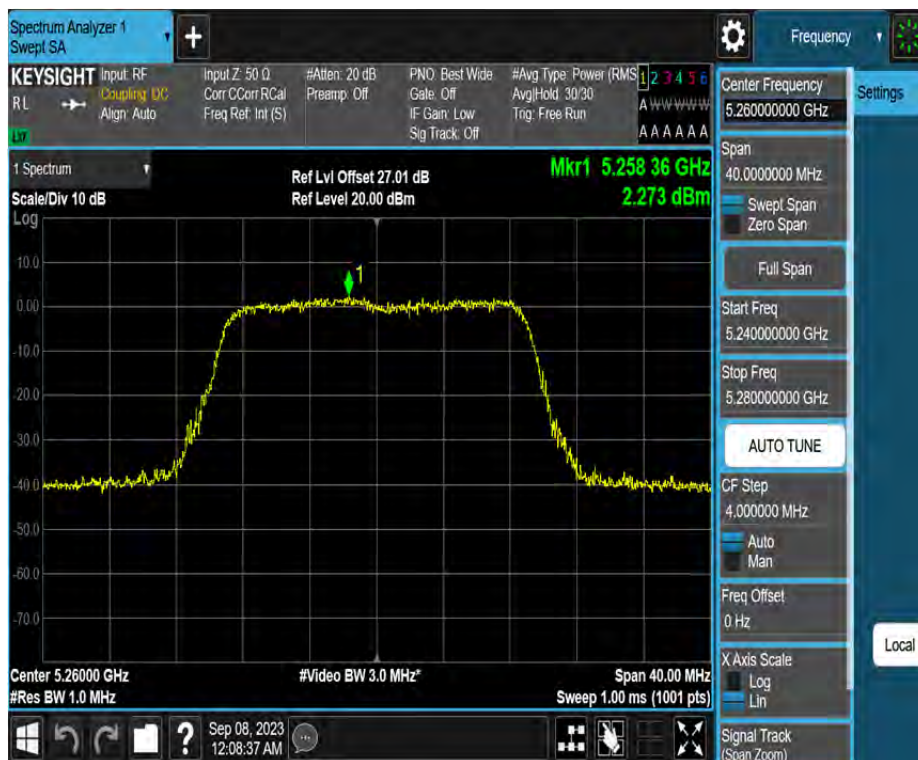 Spectrum Analyzer 1
Swept SA
+
Frequency
KEYSIGHT
RL
LXI
Input: RF
Coupling: DC
Align: Auto
Input Z: 50 Ω
Corr CCorr RCal
Freq Ref: Int (S)
#Atten: 20 dB
Preamp: Off
PNO: Best Wide
Gate: Off
IF Gain: Low
Sig Track: Off
#Avg Type: Power (RMS
Avg|Hold: 30/30
Trig: Free Run
1 2 3 4 5 6
A W W W W W
A A A A A A
1 Spectrum
Scale/Div 10 dB
Log
Ref Lvl Offset 27.01 dB
Ref Level 20.00 dBm
Mkr1 5.258 36 GHz
2.273 dBm
10.0
1
0.00
-10.0
-20.0
-30.0
-40.0
-50.0
-60.0
-70.0
Center 5.26000 GHz
#Res BW 1.0 MHz
#Video BW 3.0 MHz*
Span 40.00 MHz
Sweep 1.00 ms (1001 pts)
?
Sep 08, 2023
12:08:37 AM
Center Frequency
5.260000000 GHz
Settings
Span
40.0000000 MHz
Swept Span
Zero Span
Full Span
Start Freq
5.240000000 GHz
Stop Freq
5.280000000 GHz
AUTO TUNE
CF Step
4.000000 MHz
Auto
Man
Freq Offset
0 Hz
Local
X Axis Scale
Log
Lin
Signal Track
(Span Zoom)